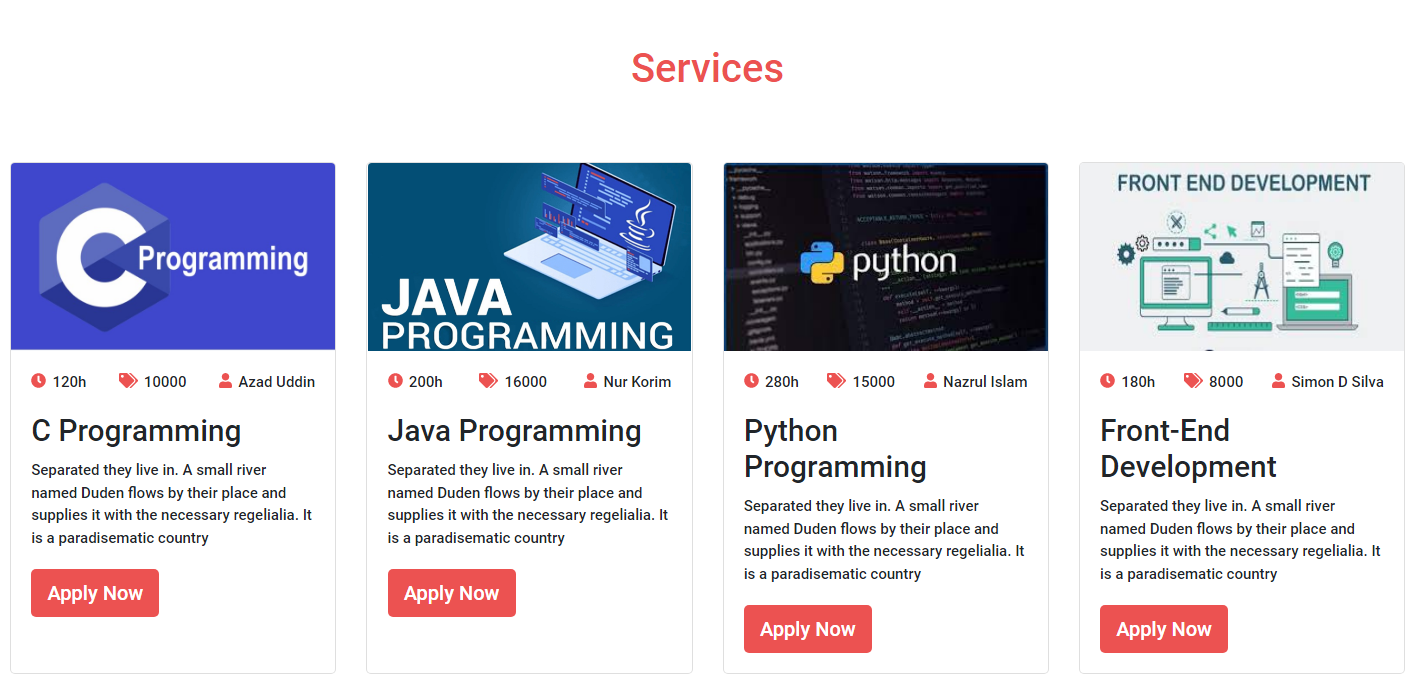 Services
C Programming
120h 10000 Azad Uddin
C Programming
Separated they live in. A small river
named Duden flows by their place and
supplies it with the necessary regelialia. It
is a paradisematic country
Apply Now
JAVA
PROGRAMMING
200h 16000 Nur Korim
Java Programming
Separated they live in. A small river
named Duden flows by their place and
supplies it with the necessary regelialia. It
is a paradisematic country
Apply Now
python
280h 15000 Nazrul Islam
Python
Programming
Separated they live in. A small river
named Duden flows by their place and
supplies it with the necessary regelialia. It
is a paradisematic country
Apply Now
FRONT END DEVELOPMENT
180h 8000 Simon D Silva
Front-End
Development
Separated they live in. A small river
named Duden flows by their place and
supplies it with the necessary regelialia. It
is a paradisematic country
Apply Now